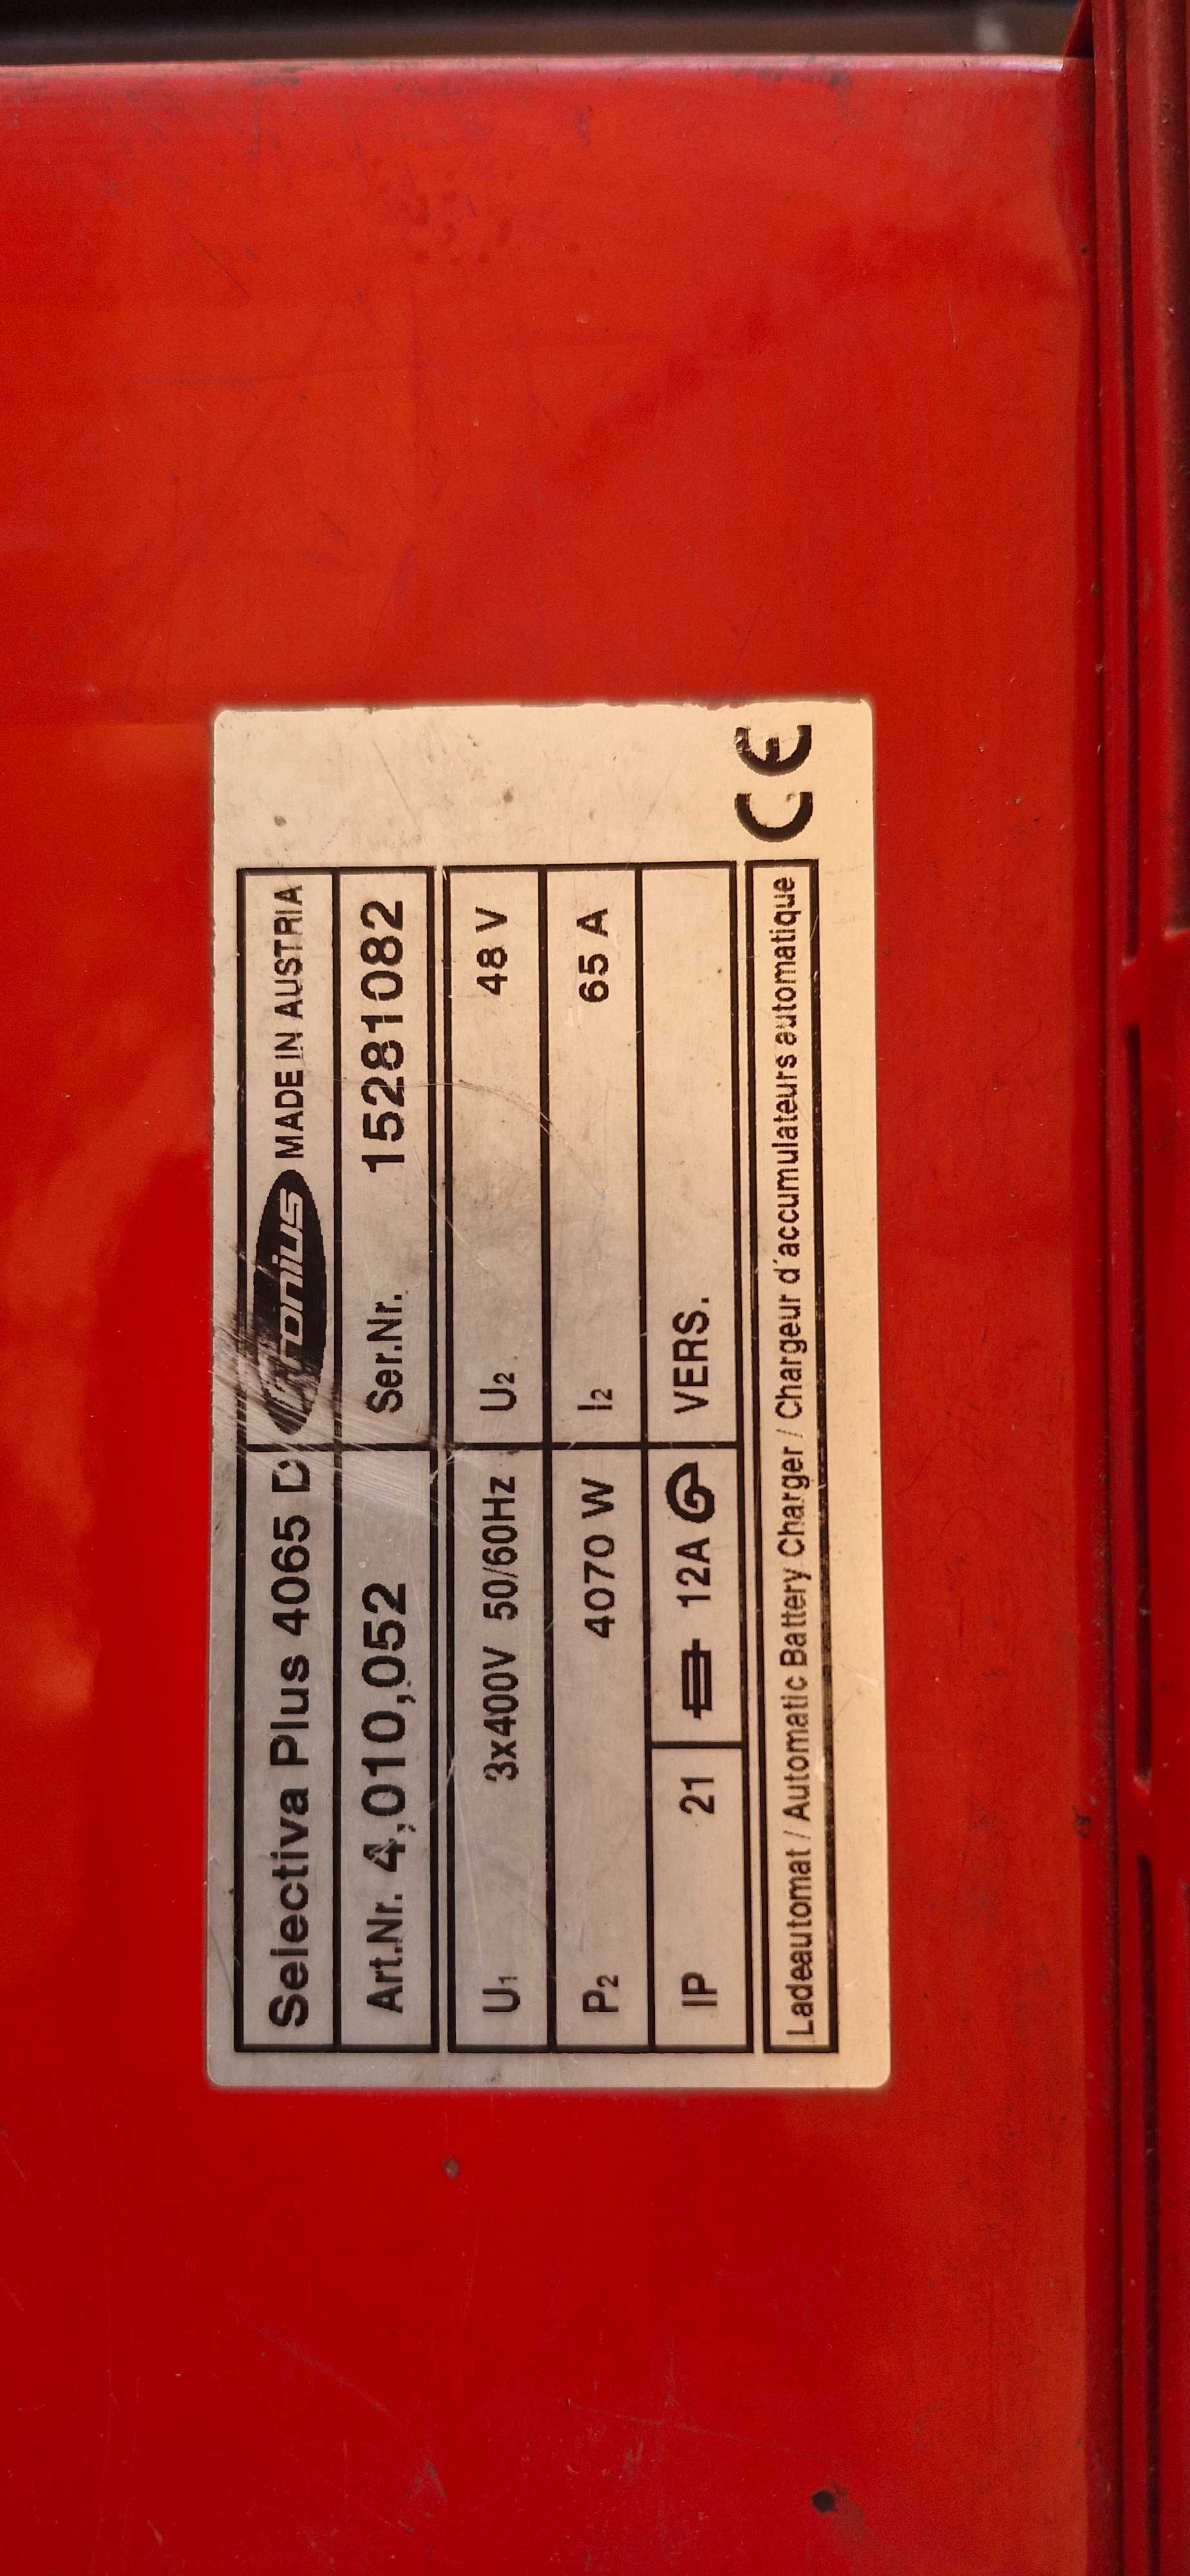 Selectiva Plus 4065 D Fronius MADE IN AUSTRIA
Art.Nr. 4,010,052 Ser.Nr. 15281082
U1 3x400V 50/60Hz U2 48 V
P2 4070 W I2 65 A
IP 21 12A VERS.
Ladeautomat / Automatic Battery Charger / Chargeur d´accumulateurs automatique
CE